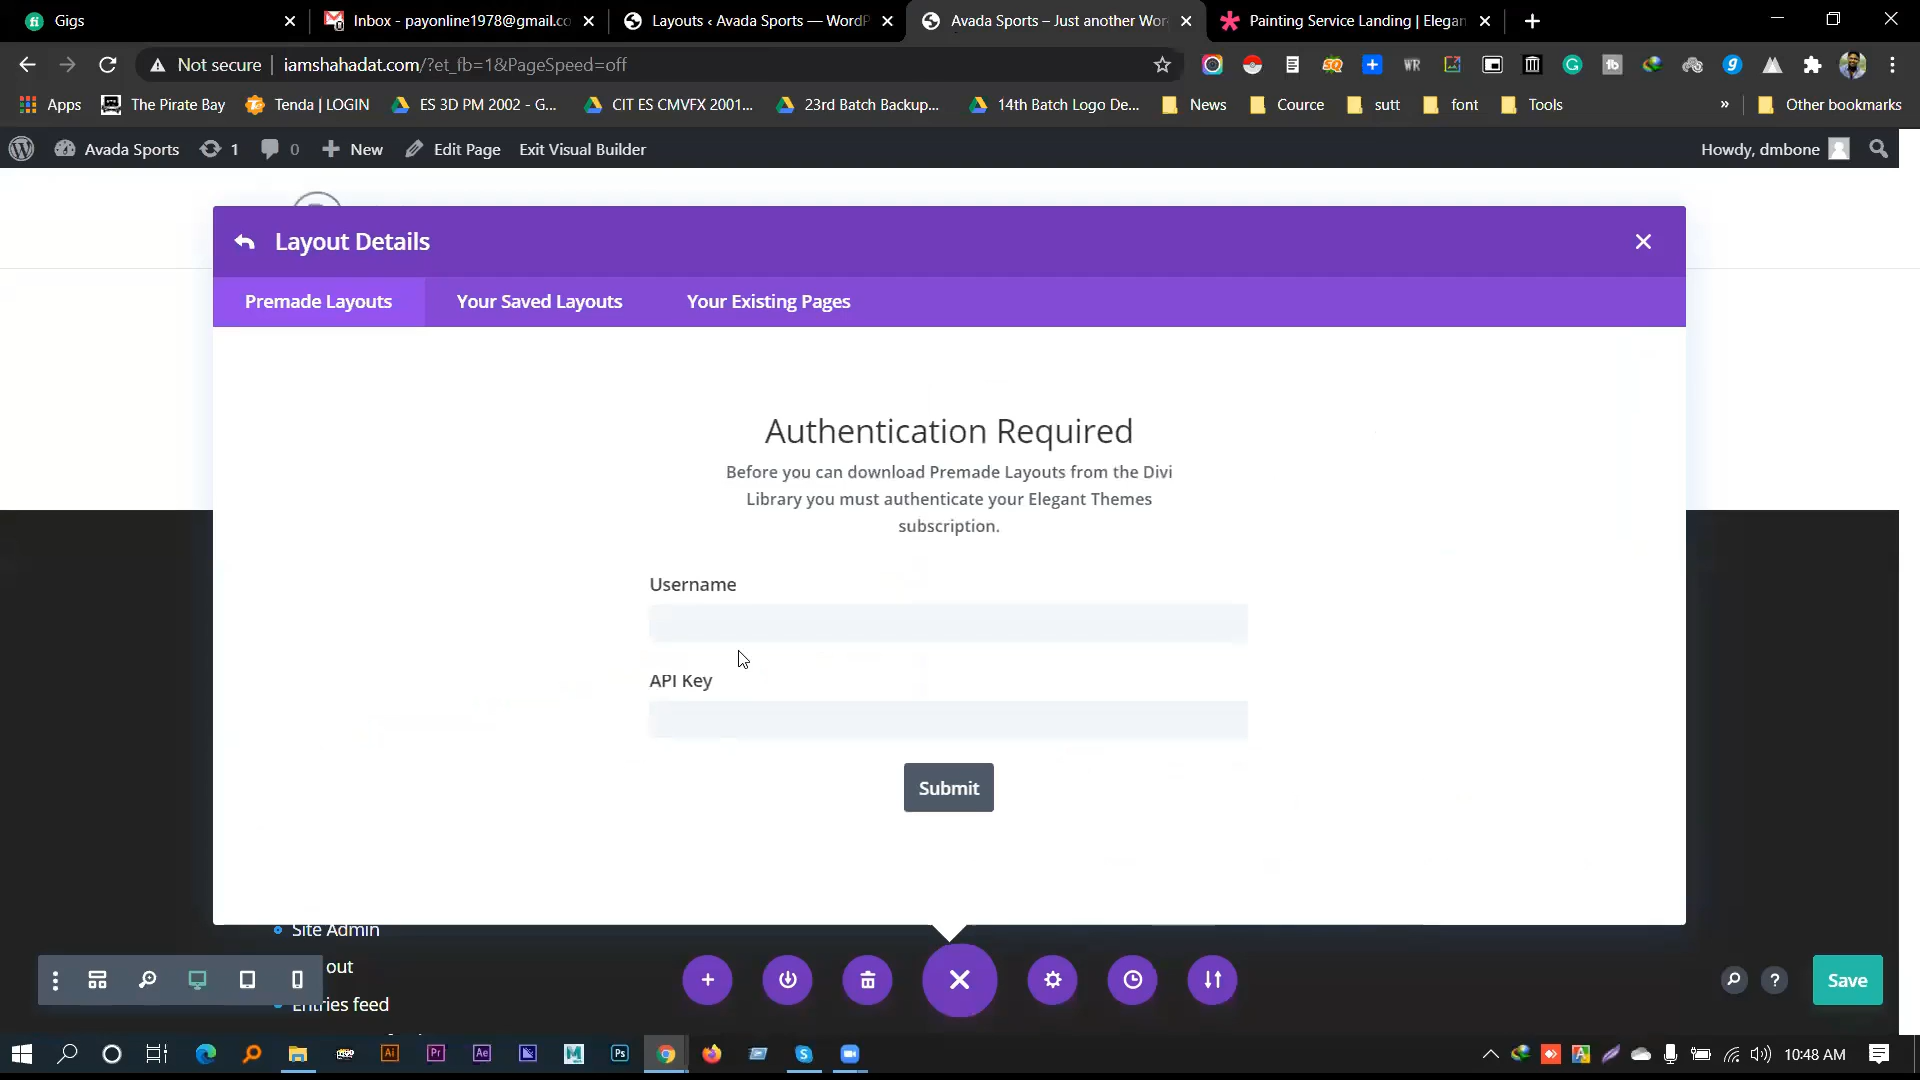 Gigs
Inbox - payonline1978@gmail.co
Layouts ‹ Avada Sports — WordP
Avada Sports – Just another Wor
Painting Service Landing | Elegan
Not secure
iamshahadat.com/?et_fb=1&PageSpeed=off
Apps
The Pirate Bay
Tenda | LOGIN
ES 3D PM 2002 - G...
CIT ES CMVFX 2001...
23rd Batch Backup...
14th Batch Logo De...
News
Cource
sutt
font
Tools
»
Other bookmarks
Avada Sports
1
0
New
Edit Page
Exit Visual Builder
Howdy, dmbone
Layout Details
Premade Layouts
Your Saved Layouts
Your Existing Pages
Authentication Required
Before you can download Premade Layouts from the Divi
Library you must authenticate your Elegant Themes
subscription.
Username
API Key
Submit
Site Admin
out
Entries feed
Save
10:48 AM